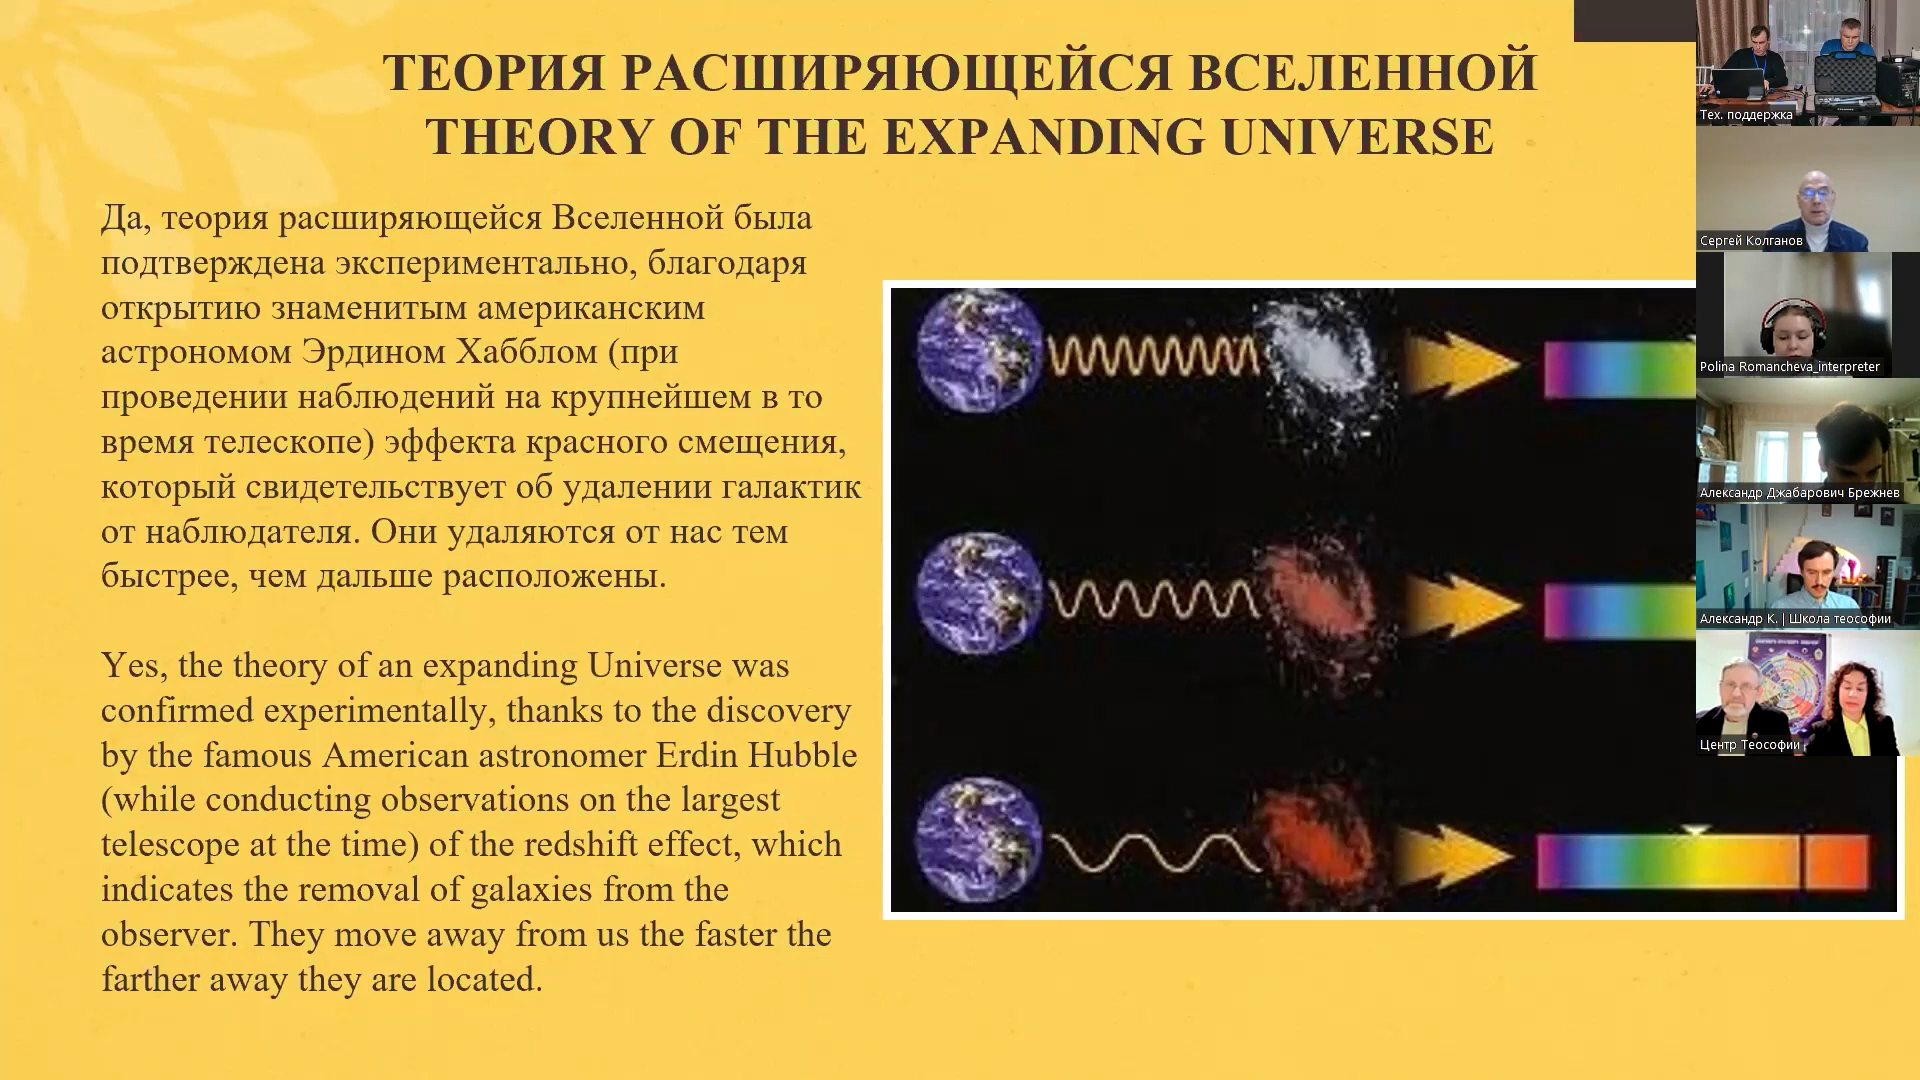 ТЕОРИЯ РАСШИРЯЮЩЕЙСЯ ВСЕЛЕННОЙ
THEORY OF THE EXPANDING UNIVERSE
Да, теория расширяющейся Вселенной была
подтверждена экспериментально, благодаря
открытию знаменитым американским
астрономом Эрдином Хабблом (при
проведении наблюдений на крупнейшем в то
время телескопе) эффекта красного смещения,
который свидетельствует об удалении галактик
от наблюдателя. Они удаляются от нас тем
быстрее, чем дальше расположены.
Yes, the theory of an expanding Universe was
confirmed experimentally, thanks to the discovery
by the famous American astronomer Erdin Hubble
(while conducting observations on the largest
telescope at the time) of the redshift effect, which
indicates the removal of galaxies from the
observer. They move away from us the faster the
farther away they are located.
Тех. поддержка
Сергей Колганов
Polina Romancheva_interpreter
Александр Джабарович Брежнев
Александр К. | Школа теософии
Центр Теософии